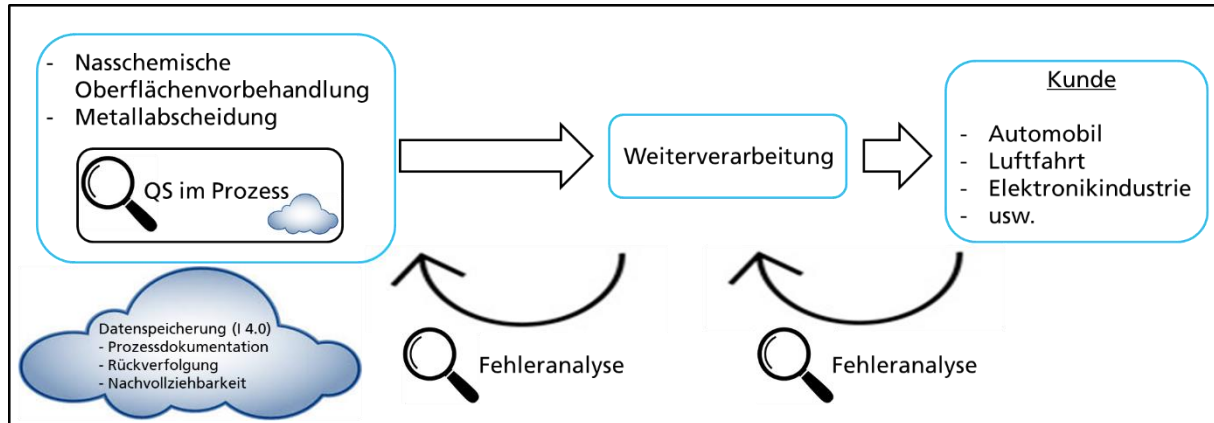 - Nasschemische
Oberflächenvorbehandlung
- Metallabscheidung
QS im Prozess
Weiterverarbeitung
Kunde
- Automobil
- Luftfahrt
- Elektronikindustrie
- usw.
Datenspeicherung (I 4.0)
- Prozessdokumentation
- Rückverfolgung
- Nachvollziehbarkeit
Fehleranalyse
Fehleranalyse